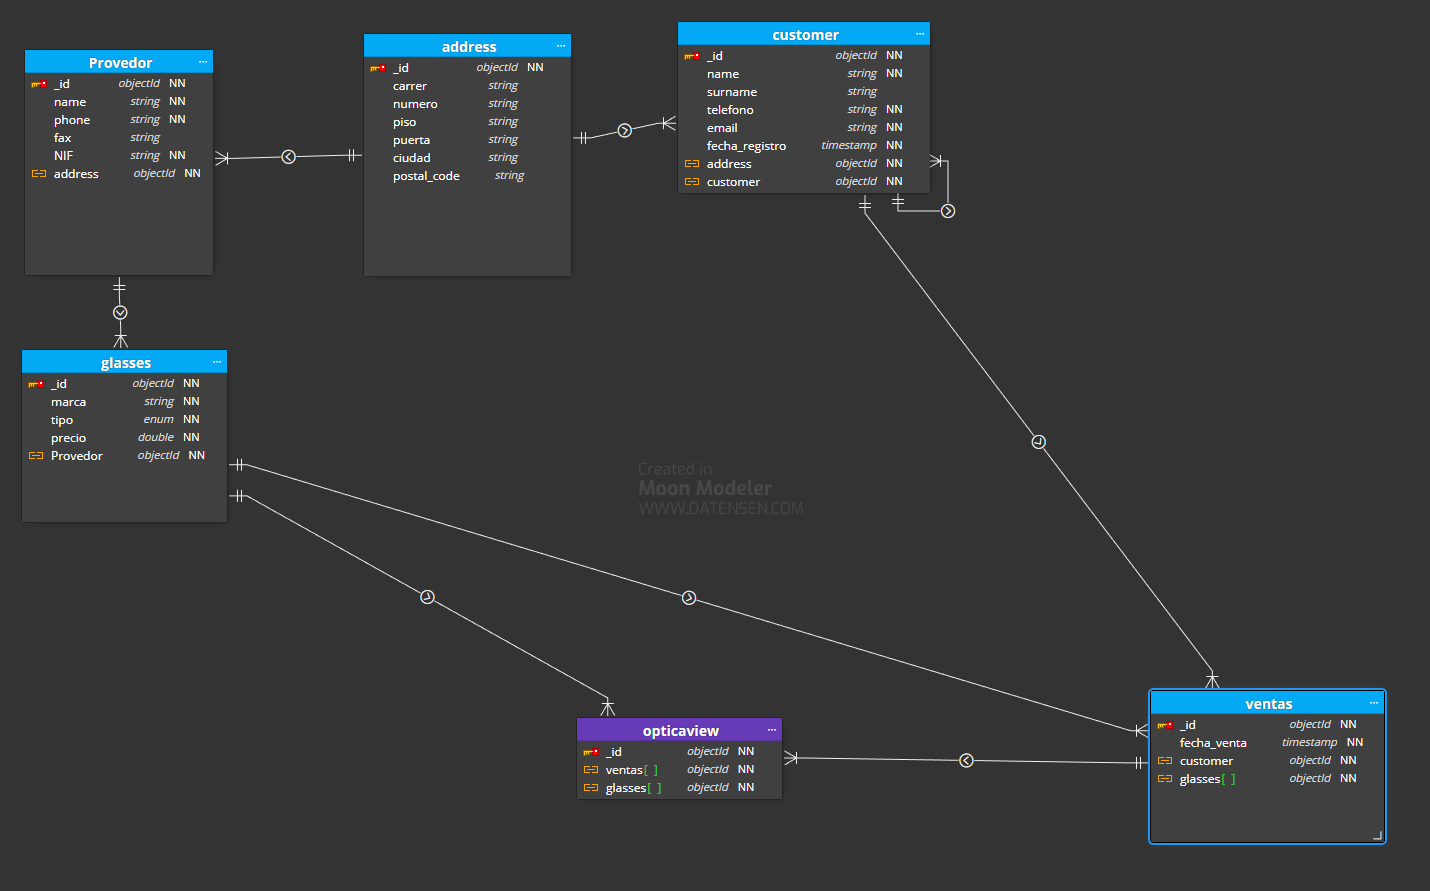 Provedor ...
_id objectId NN
name string NN
phone string NN
fax string
NIF string NN
address objectId NN
address ...
_id objectId NN
carrer string
numero string
piso string
puerta string
ciudad string
postal_code string
customer ...
_id objectId NN
name string NN
surname string
telefono string NN
email string NN
fecha_registro timestamp NN
address objectId NN
customer objectId NN
glasses ...
_id objectId NN
marca string NN
tipo enum NN
precio double NN
Provedor objectId NN
Created in
Moon Modeler
WWW.DATENSEN.COM
opticaview ...
_id objectId NN
ventas[ ] objectId NN
glasses[ ] objectId NN
ventas ...
_id objectId NN
fecha_venta timestamp NN
customer objectId NN
glasses[ ] objectId NN